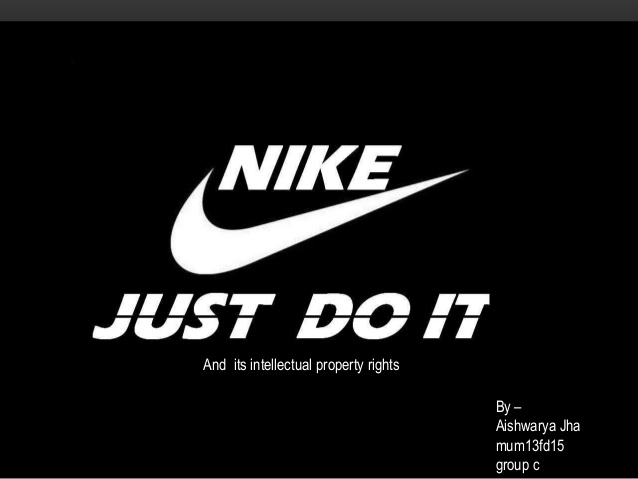 NIKE
JUST DO IT
And its intellectual property rights
By –
Aishwarya Jha
mum13fd15
group c